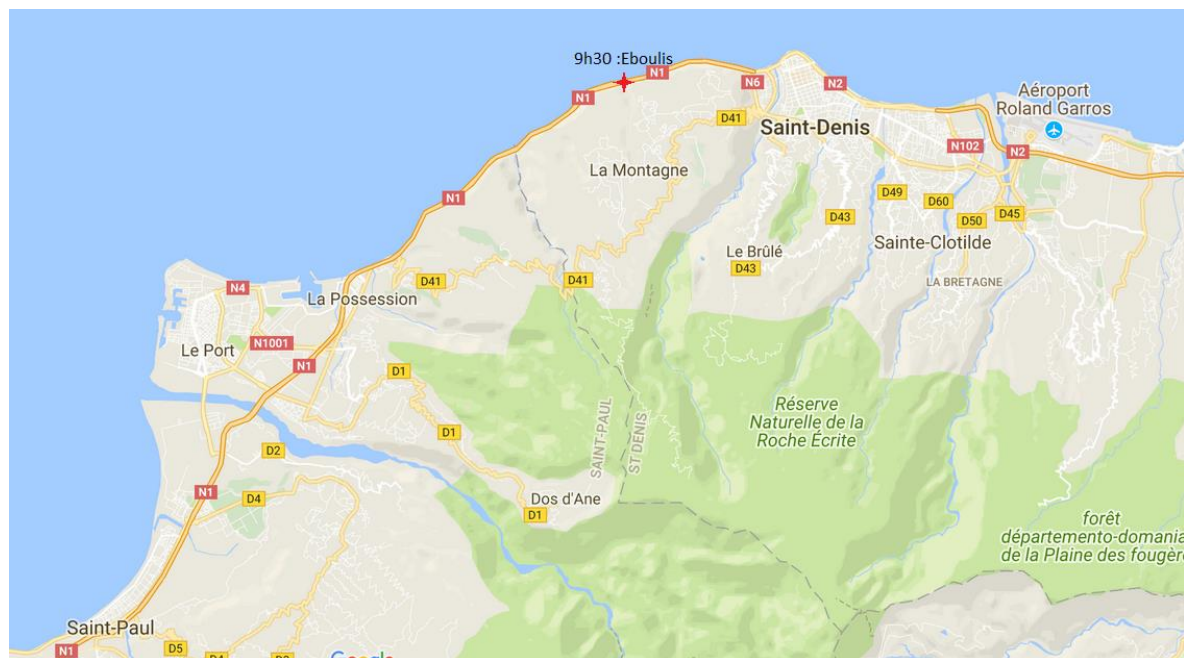 9h30 :Eboulis
N1
N1
N6
N2
Aéroport
Roland Garros
D41
Saint-Denis
N102
N2
La Montagne
N1
D49
D60
D50
D45
D43
Sainte-Clotilde
Le Brûlé
D43
D41
D41
LA BRETAGNE
N4
La Possession
Le Port
N1001
N1
D1
Réserve
Naturelle de la
Roche Écrite
SAINT-PAUL
ST DENIS
D1
D2
N1
D4
Dos d'Ane
D1
forêt
départemento-domania
de la Plaine des fougèr
Saint-Paul
N1
D5
Google